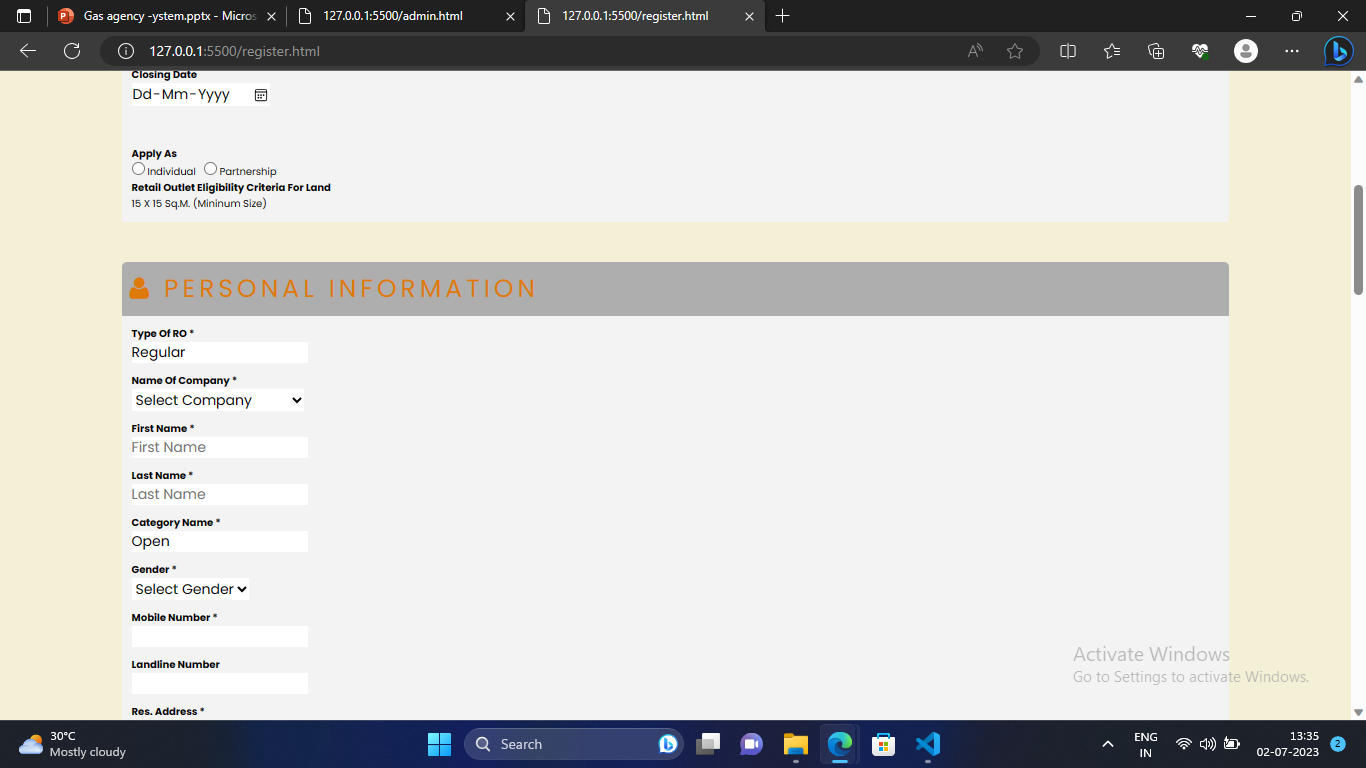 Gas agency -ystem.pptx - Micros
127.0.0.1:5500/admin.html
127.0.0.1:5500/register.html
127.0.0.1:5500/register.html
Closing Date
Dd-Mm-Yyyy
Apply As
Individual Partnership
Retail Outlet Eligibility Criteria For Land
15 X 15 Sq.M. (Mininum Size)
PERSONAL INFORMATION
Type Of RO *
Regular
Name Of Company *
Select Company
First Name *
First Name
Last Name *
Last Name
Category Name *
Open
Gender *
Select Gender
Mobile Number *
Landline Number
Res. Address *
Activate Windows
Go to Settings to activate Windows.
30°C
Mostly cloudy
Search
ENG
IN
13:35
02-07-2023
2